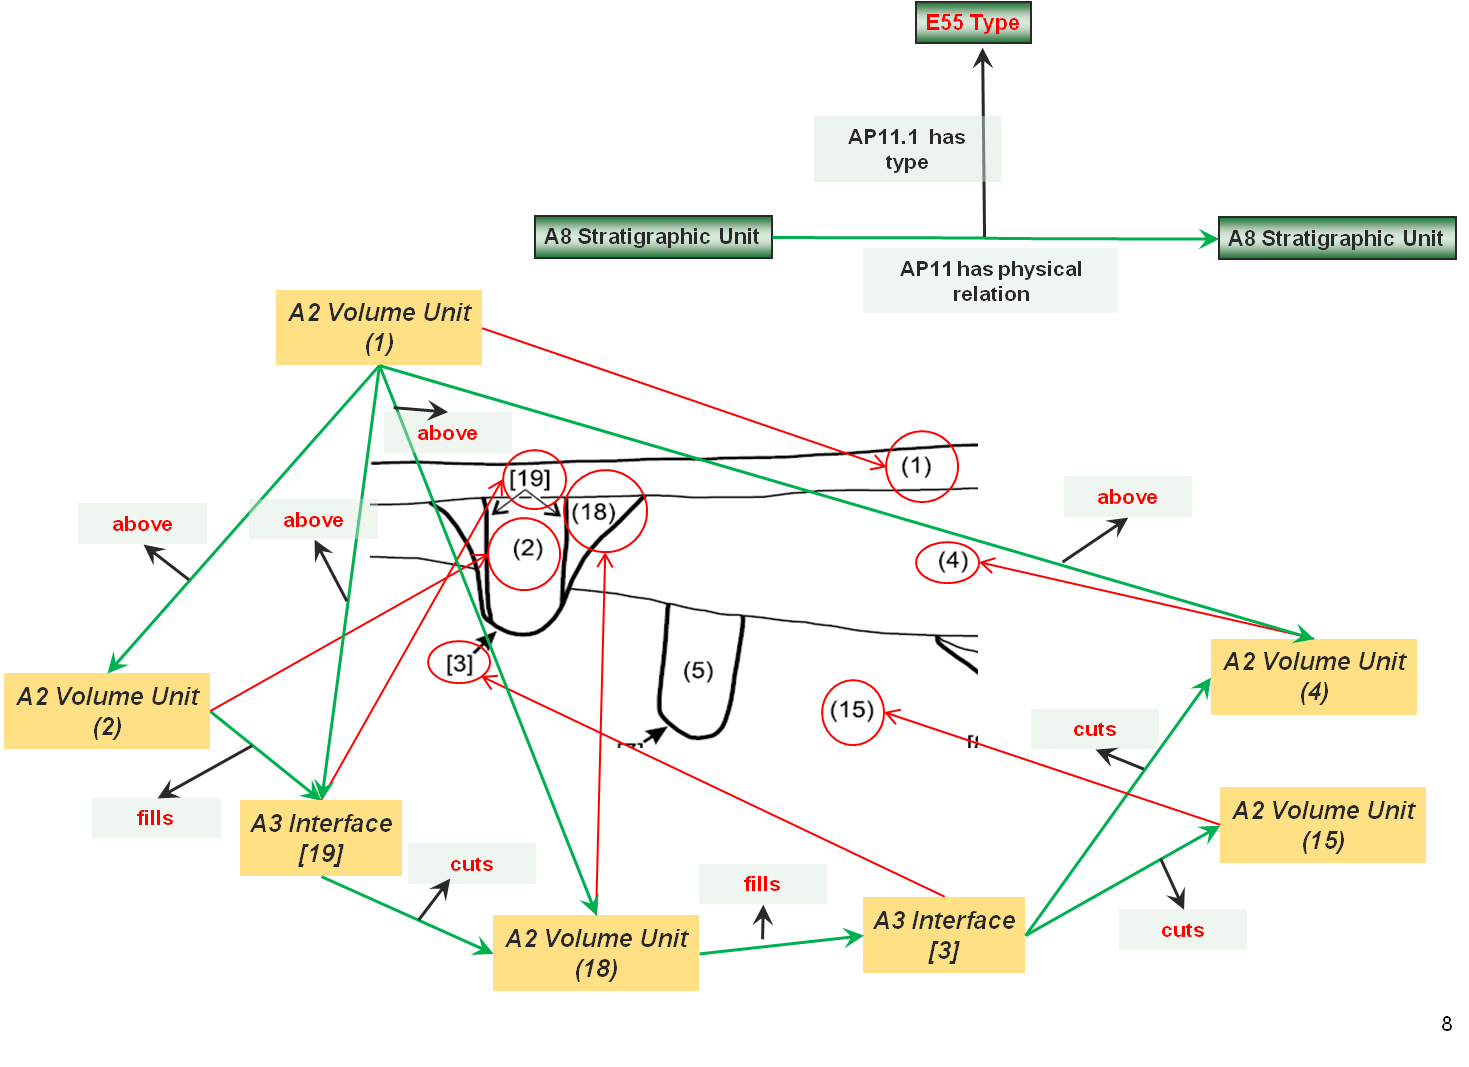 E55 Type
AP11.1 has
type
A8 Stratigraphic Unit
A8 Stratigraphic Unit
AP11 has physical
relation
A2 Volume Unit
(1)
above
(1)
[19]
above
above
above
(18)
(2)
(4)
[3]
(5)
A2 Volume Unit
(4)
A2 Volume Unit
(2)
(15)
cuts
fills
A3 Interface
[19]
A2 Volume Unit
(15)
cuts
fills
A2 Volume Unit
(18)
A3 Interface
[3]
cuts
8